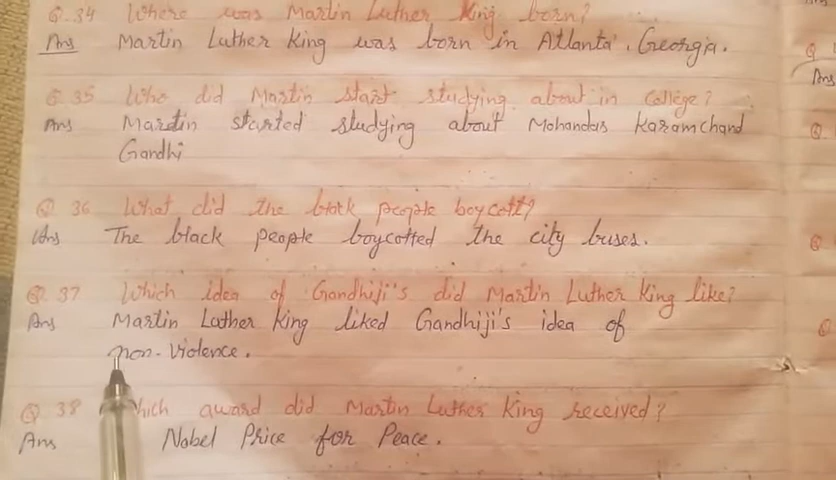 Q.34 Where was Martin Luther King born?
Ans Martin Luther King was born in Atlanta, Georgia.
Q 35 Who did Martin start studying about in College?
Ans Martin started studying about Mohandas Karamchand
Gandhi
Q 36 What did the black people boycott?
Ans The black people boycotted the city buses.
Q 37 Which idea of Gandhiji's did Martin Luther King like?
Ans Martin Luther King liked Gandhiji's idea of
non-violence.
Q 38 Which award did Martin Luther King received?
Ans Nobel Price for Peace.
Q
Ans
Q
Q
Q